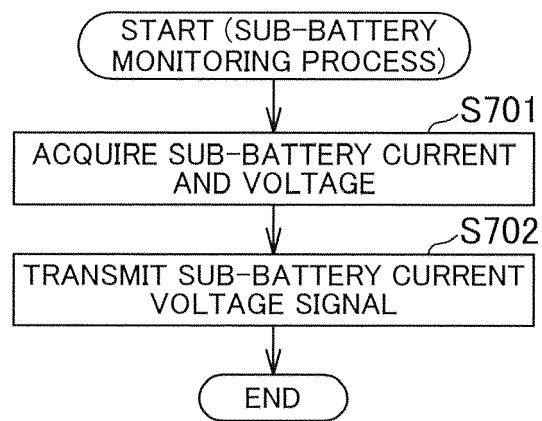 START (SUB-BATTERY
MONITORING PROCESS)
S701
ACQUIRE SUB-BATTERY CURRENT
AND VOLTAGE
S702
TRANSMIT SUB-BATTERY CURRENT
VOLTAGE SIGNAL
END